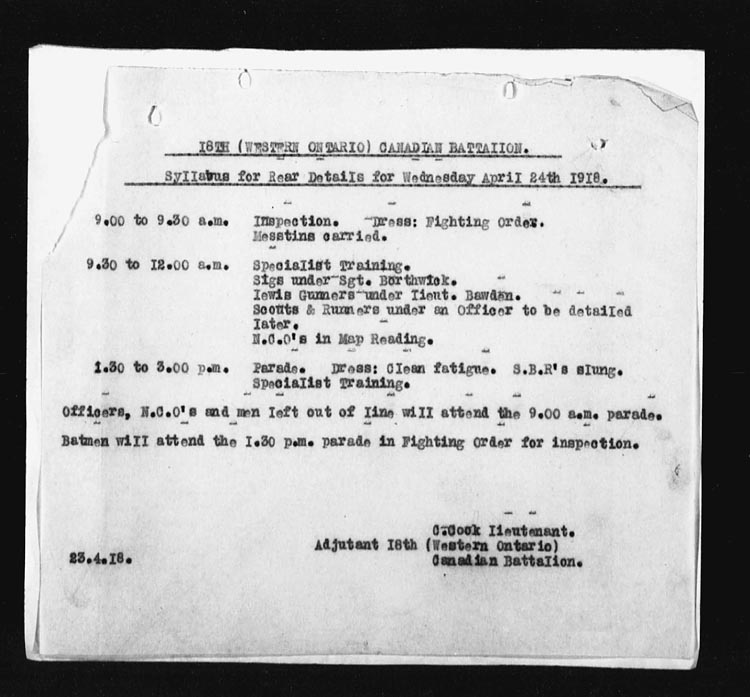 18TH (WESTERN ONTARIO) CANADIAN BATTALION.
Syllabus for Rear Details for Wednesday April 24th 1918.
9.00 to 9.30 a.m. Inspection. Dress: Fighting Order.
Messtins carried.
9.30 to 12.00 a.m. Specialist Training.
Sigs under Sgt. Borthwick.
Lewis Gunners under Lieut. Bawden.
Scouts & Runners under an Officer to be detailed
later.
N.C.O's in Map Reading.
1.30 to 3.00 p.m. Parade. Dress: Clean fatigue. S.B.R's slung.
Specialist Training.
Officers, N.C.O's and men left out of line will attend the 9.00 a.m. parade.
Batmen will attend the 1.30 p.m. parade in Fighting Order for inspection.
C.Cook Lieutenant.
Adjutant 18th (Western Ontario)
Canadian Battalion.
23.4.18.